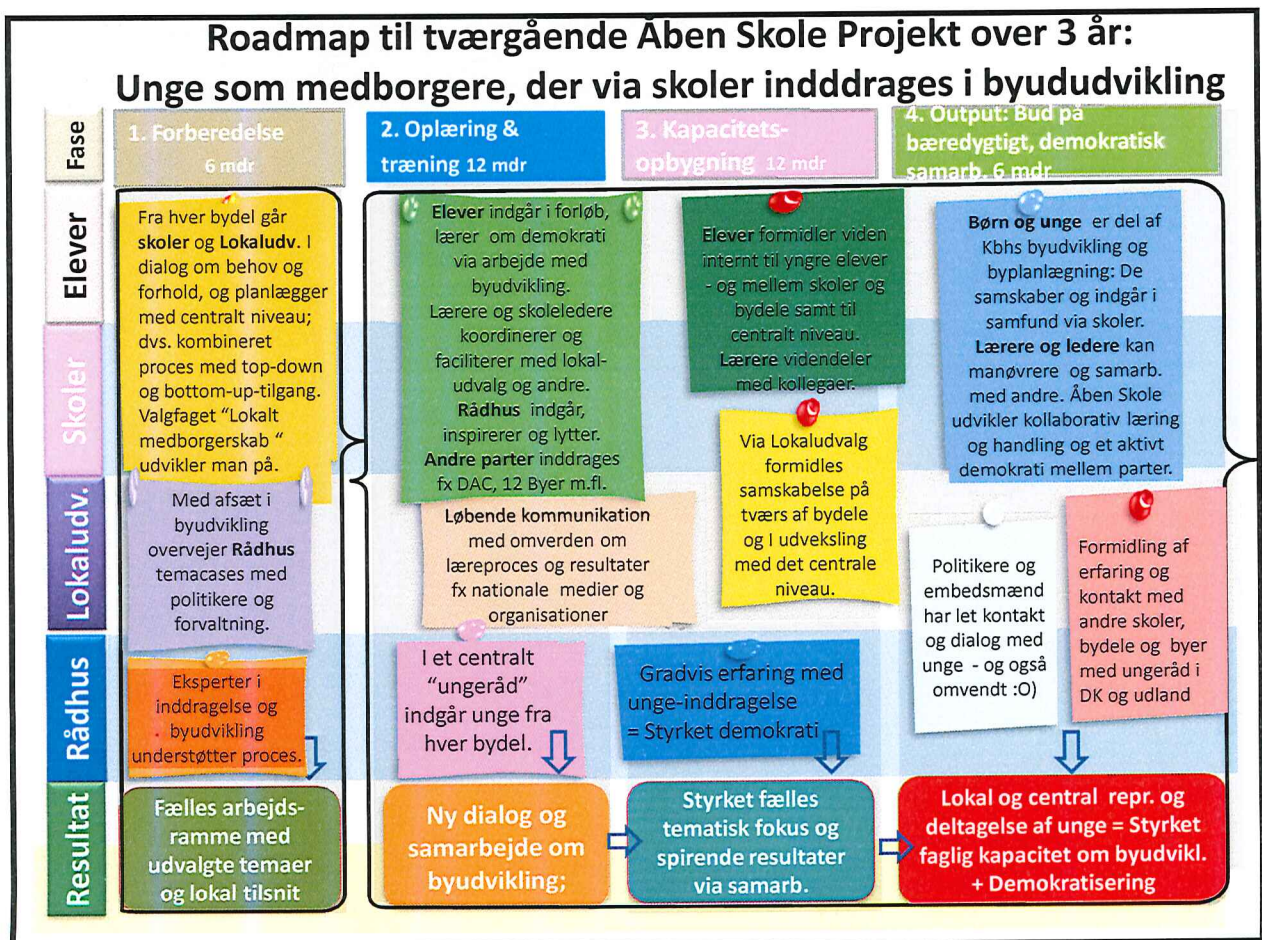 Roadmap til tværgående Åben Skole Projekt over 3 år:
Unge som medborgere, der via skoler indddrages i byududvikling
Fase
1. Forberedelse
6 mdr
2. Oplæring &
træning 12 mdr
3. Kapacitets-
opbygning 12 mdr
4. Output: Bud på
bæredygtigt, demokratisk
samarb. 6 mdr
Elever
Skoler
Lokaludv.
Rådhus
Resultat
Fra hver bydel går
skoler og Lokaludv. I
dialog om behov og
forhold, og planlægger
med centralt niveau;
dvs. kombineret
proces med top-down
og bottom-up-tilgang.
Valgfaget "Lokalt
medborgerskab "
udvikler man på.
Med afsæt i
byudvikling
overvejer Rådhus
temacases med
politikere og
forvaltning.
Eksperter i
inddragelse og
byudvikling
understøtter proces.
Fælles arbejds-
ramme med
udvalgte temaer
og lokal tilsnit
Elever indgår i forløb,
lærer om demokrati
via arbejde med
byudvikling.
Lærere og skoleledere
koordinerer og
faciliterer med lokal-
udvalg og andre.
Rådhus indgår,
inspirerer og lytter.
Andre parter inddrages
fx DAC, 12 Byer m.fl.
Løbende kommunikation
med omverden om
læreproces og resultater
fx nationale medier og
organisationer
I et centralt
"ungeråd"
indgår unge fra
hver bydel.
Ny dialog og
samarbejde om
byudvikling;
Elever formidler viden
internt til yngre elever
- og mellem skoler og
bydele samt til
centralt niveau.
Lærere videndeler
med kollegaer.
Via Lokaludvalg
formidles
samskabelse på
tværs af bydele
og I udveksling
med det centrale
niveau.
Gradvis erfaring med
unge-inddragelse
= Styrket demokrati
Styrket fælles
tematisk fokus og
spirende resultater
via samarb.
Børn og unge er del af
Kbhs byudvikling og
byplanlægning: De
samskaber og indgår i
samfund via skoler.
Lærere og ledere kan
manøvrere og samarb.
med andre. Åben Skole
udvikler kollaborativ læring
og handling og et aktivt
demokrati mellem parter.
Politikere og
embedsmænd
har let kontakt
og dialog med
unge - og også
omvendt :O)
Formidling af
erfaring og
kontakt med
andre skoler,
bydele og byer
med ungeråd i
DK og udland
Lokal og central repr. og
deltagelse af unge = Styrket
faglig kapacitet om byudvikl.
+ Demokratisering